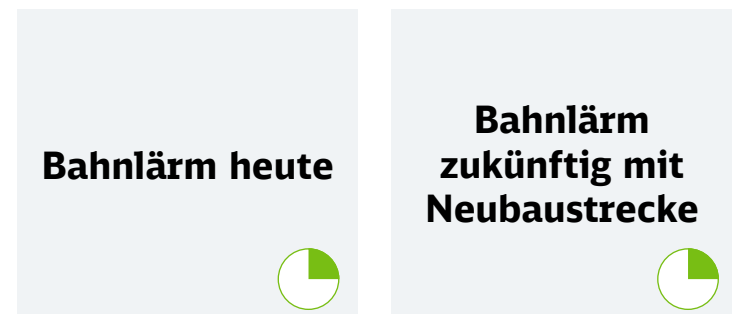 Bahnlärm heute
Bahnlärm
zukünftig mit
Neubaustrecke